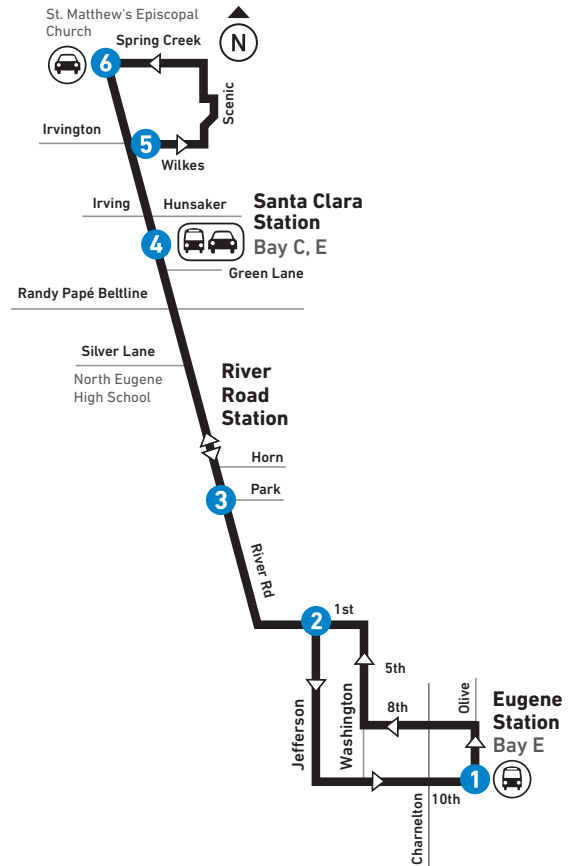 St. Matthew's Episcopal
Church
N
Spring Creek
6
Scenic
Irvington
5
Wilkes
Irving
Hunsaker
Santa Clara
Station
Bay C, E
4
Green Lane
Randy Papé Beltline
Silver Lane
North Eugene
High School
River
Road
Station
Horn
Park
3
River Rd
2
1st
5th
Jefferson
Washington
8th
Olive
Eugene
Station
Bay E
1
10th
Charnelton